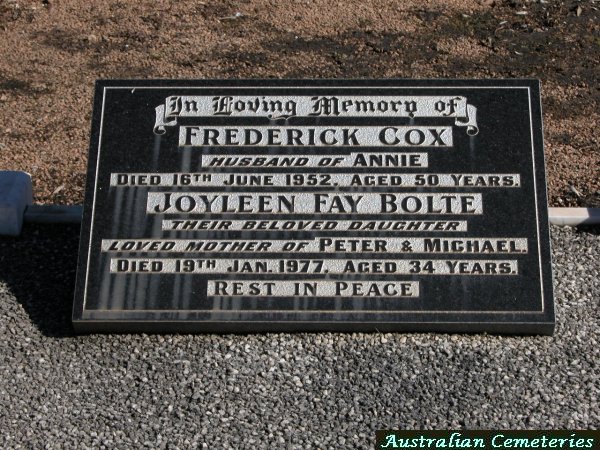 In Loving Memory of
FREDERICK COX
HUSBAND OF ANNIE
DIED 16TH JUNE 1952. AGED 50 YEARS.
JOYLEEN FAY BOLTE
THEIR BELOVED DAUGHTER
LOVED MOTHER OF PETER & MICHAEL
DIED 19TH JAN. 1977. AGED 34 YEARS.
REST IN PEACE
Australian Cemeteries